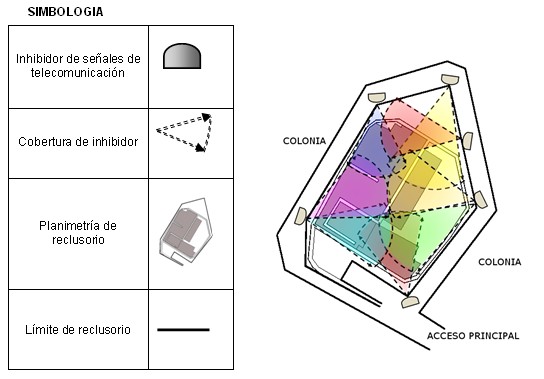 SIMBOLOGIA
Inhibidor de señales de
telecomunicación
Cobertura de inhibidor
Planimetría de
reclusorio
Límite de reclusorio
COLONIA
COLONIA
ACCESO PRINCIPAL